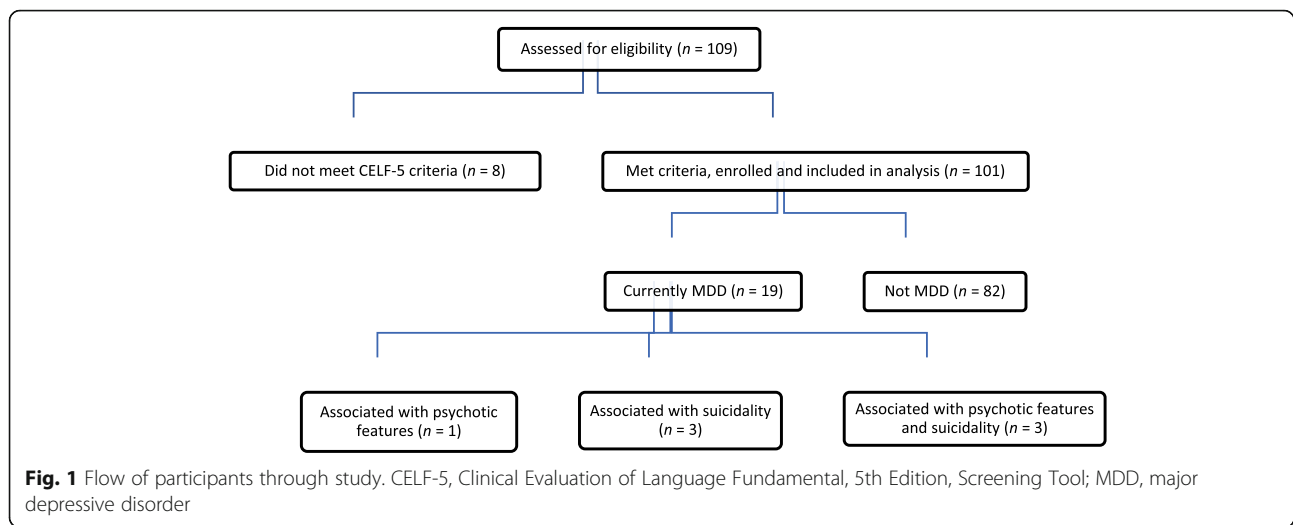 Assessed for eligibility (n = 109)
Did not meet CELF-5 criteria (n = 8)
Met criteria, enrolled and included in analysis (n = 101)
Currently MDD (n = 19)
Not MDD (n = 82)
Associated with psychotic
features (n = 1)
Associated with suicidality
(n = 3)
Associated with psychotic features
and suicidality (n = 3)
Fig. 1 Flow of participants through study. CELF-5, Clinical Evaluation of Language Fundamental, 5th Edition, Screening Tool; MDD, major
depressive disorder